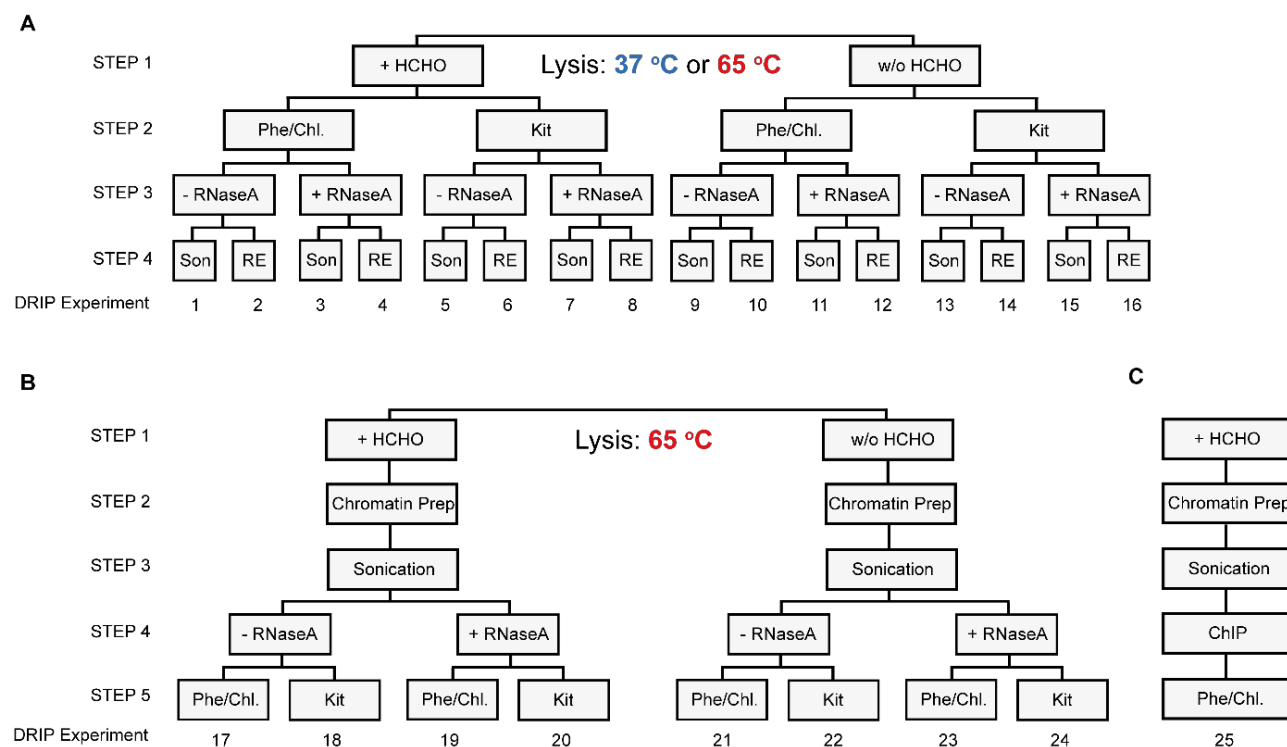 A
STEP 1
+ HCHO
Lysis: 37 ºC or 65 ºC
w/o HCHO
STEP 2
Phe/Chl.
Kit
Phe/Chl.
Kit
STEP 3
- RNaseA
+ RNaseA
- RNaseA
+ RNaseA
- RNaseA
+ RNaseA
- RNaseA
+ RNaseA
STEP 4
Son
RE
Son
RE
Son
RE
Son
RE
Son
RE
Son
RE
Son
RE
Son
RE
DRIP Experiment
1
2
3
4
5
6
7
8
9
10
11
12
13
14
15
16
B
STEP 1
+ HCHO
Lysis: 65 ºC
w/o HCHO
STEP 2
Chromatin Prep
Chromatin Prep
STEP 3
Sonication
Sonication
STEP 4
- RNaseA
+ RNaseA
- RNaseA
+ RNaseA
STEP 5
Phe/Chl.
Kit
Phe/Chl.
Kit
Phe/Chl.
Kit
Phe/Chl.
Kit
DRIP Experiment
17
18
19
20
21
22
23
24
C
+ HCHO
Chromatin Prep
Sonication
ChIP
Phe/Chl.
25